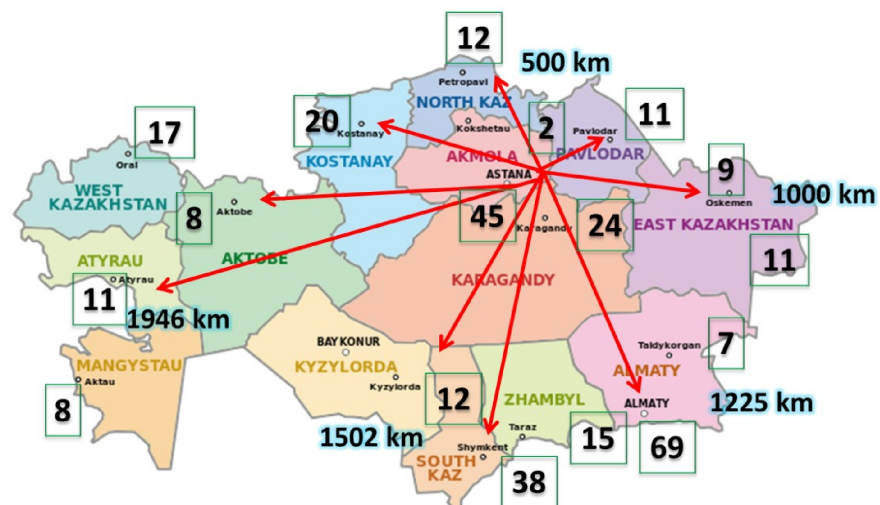 12
500 km
Petropavl
NORTH KAZ
20
Kostanay
KOSTANAY
Kokshetau
2
11
Pavlodar
PAVLODAR
AKMOLA
ASTANA
17
Oral
WEST
KAZAKHSTAN
8
Aktobe
AKTOBE
45
Karagandy
24
KARAGANDY
9
Oskemen
1000 km
EAST KAZAKHSTAN
11
ATYRAU
Atyrau
11
1946 km
MANGYSTAU
Aktau
8
BAYKONUR
KYZYLORDA
Kyzylorda
12
1502 km
ZHAMBYL
Taraz
15
Shymkent
SOUTH
KAZ
38
Taldykorgan
7
ALMATY
ALMATY
1225 km
69